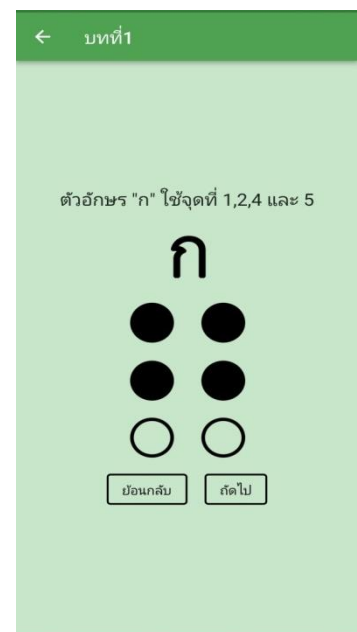 บทที่1
ตัวอักษร "ก" ใช้จุดที่ 1,2,4 และ 5
ก
ย้อนกลับ ถัดไป